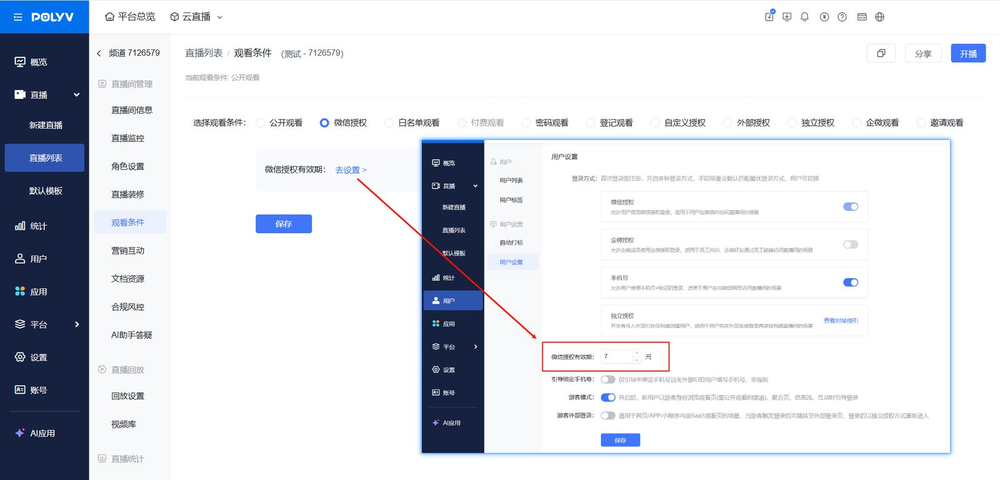 POLYV
平台总览
云直播
概览
直播
新建直播
直播列表
默认模板
统计
用户
应用
平台
设置
账号
AI应用
频道 7126579
直播间管理
直播间信息
直播监控
角色设置
直播装修
观看条件
营销互动
文档资源
合规风控
AI助手答疑
直播回放
回放设置
视频库
直播统计
直播列表 / 观看条件 (测试 - 7126579)
分享
开播
当前观看条件: 公开观看
选择观看条件： 公开观看 微信授权 白名单观看 付费观看 密码观看 登记观看 自定义授权 外部授权 独立授权 企微观看 邀请观看
微信授权有效期： 去设置 >
保存
概览
直播
新建直播
直播列表
默认模板
统计
用户
应用
平台
设置
账号
AI应用
用户
用户列表
用户标签
用户运营
自动打标
用户设置
用户设置
登录方式： 首次登录即注册，开启多种登录方式，不同场景会默认匹配最优登录方式，用户可切换
微信授权
允许用户使用微信授权登录，适用于用户在微信内访问直播间的场景
企微授权
允许企微成员使用企微授权登录，适用于员工内训、企微好友通过员工链接访问直播间的场景
手机号
允许用户使用手机号+验证码登录，适用于用户在非微信网页访问直播间的场景
独立授权
开发者传入外部ID在保利威创建用户，适用于用户先在外部系统登录再进保利威直播间的场景
查看对接指引
微信授权有效期： 7 天
引导绑定手机号： 仅引导未绑定手机号且无外部ID的用户填写手机号，非强制
游客模式： 开启后，新用户以游客身份浏览观看页(需公开观看的频道)、聚合页、信息流，互动时引导登录
游客外部登录： 适用于网页/APP/小程序内嵌SaaS观看页的场景，当游客触发登录后可跳转至外部登录页，登录后以独立授权方式重新进入
保存